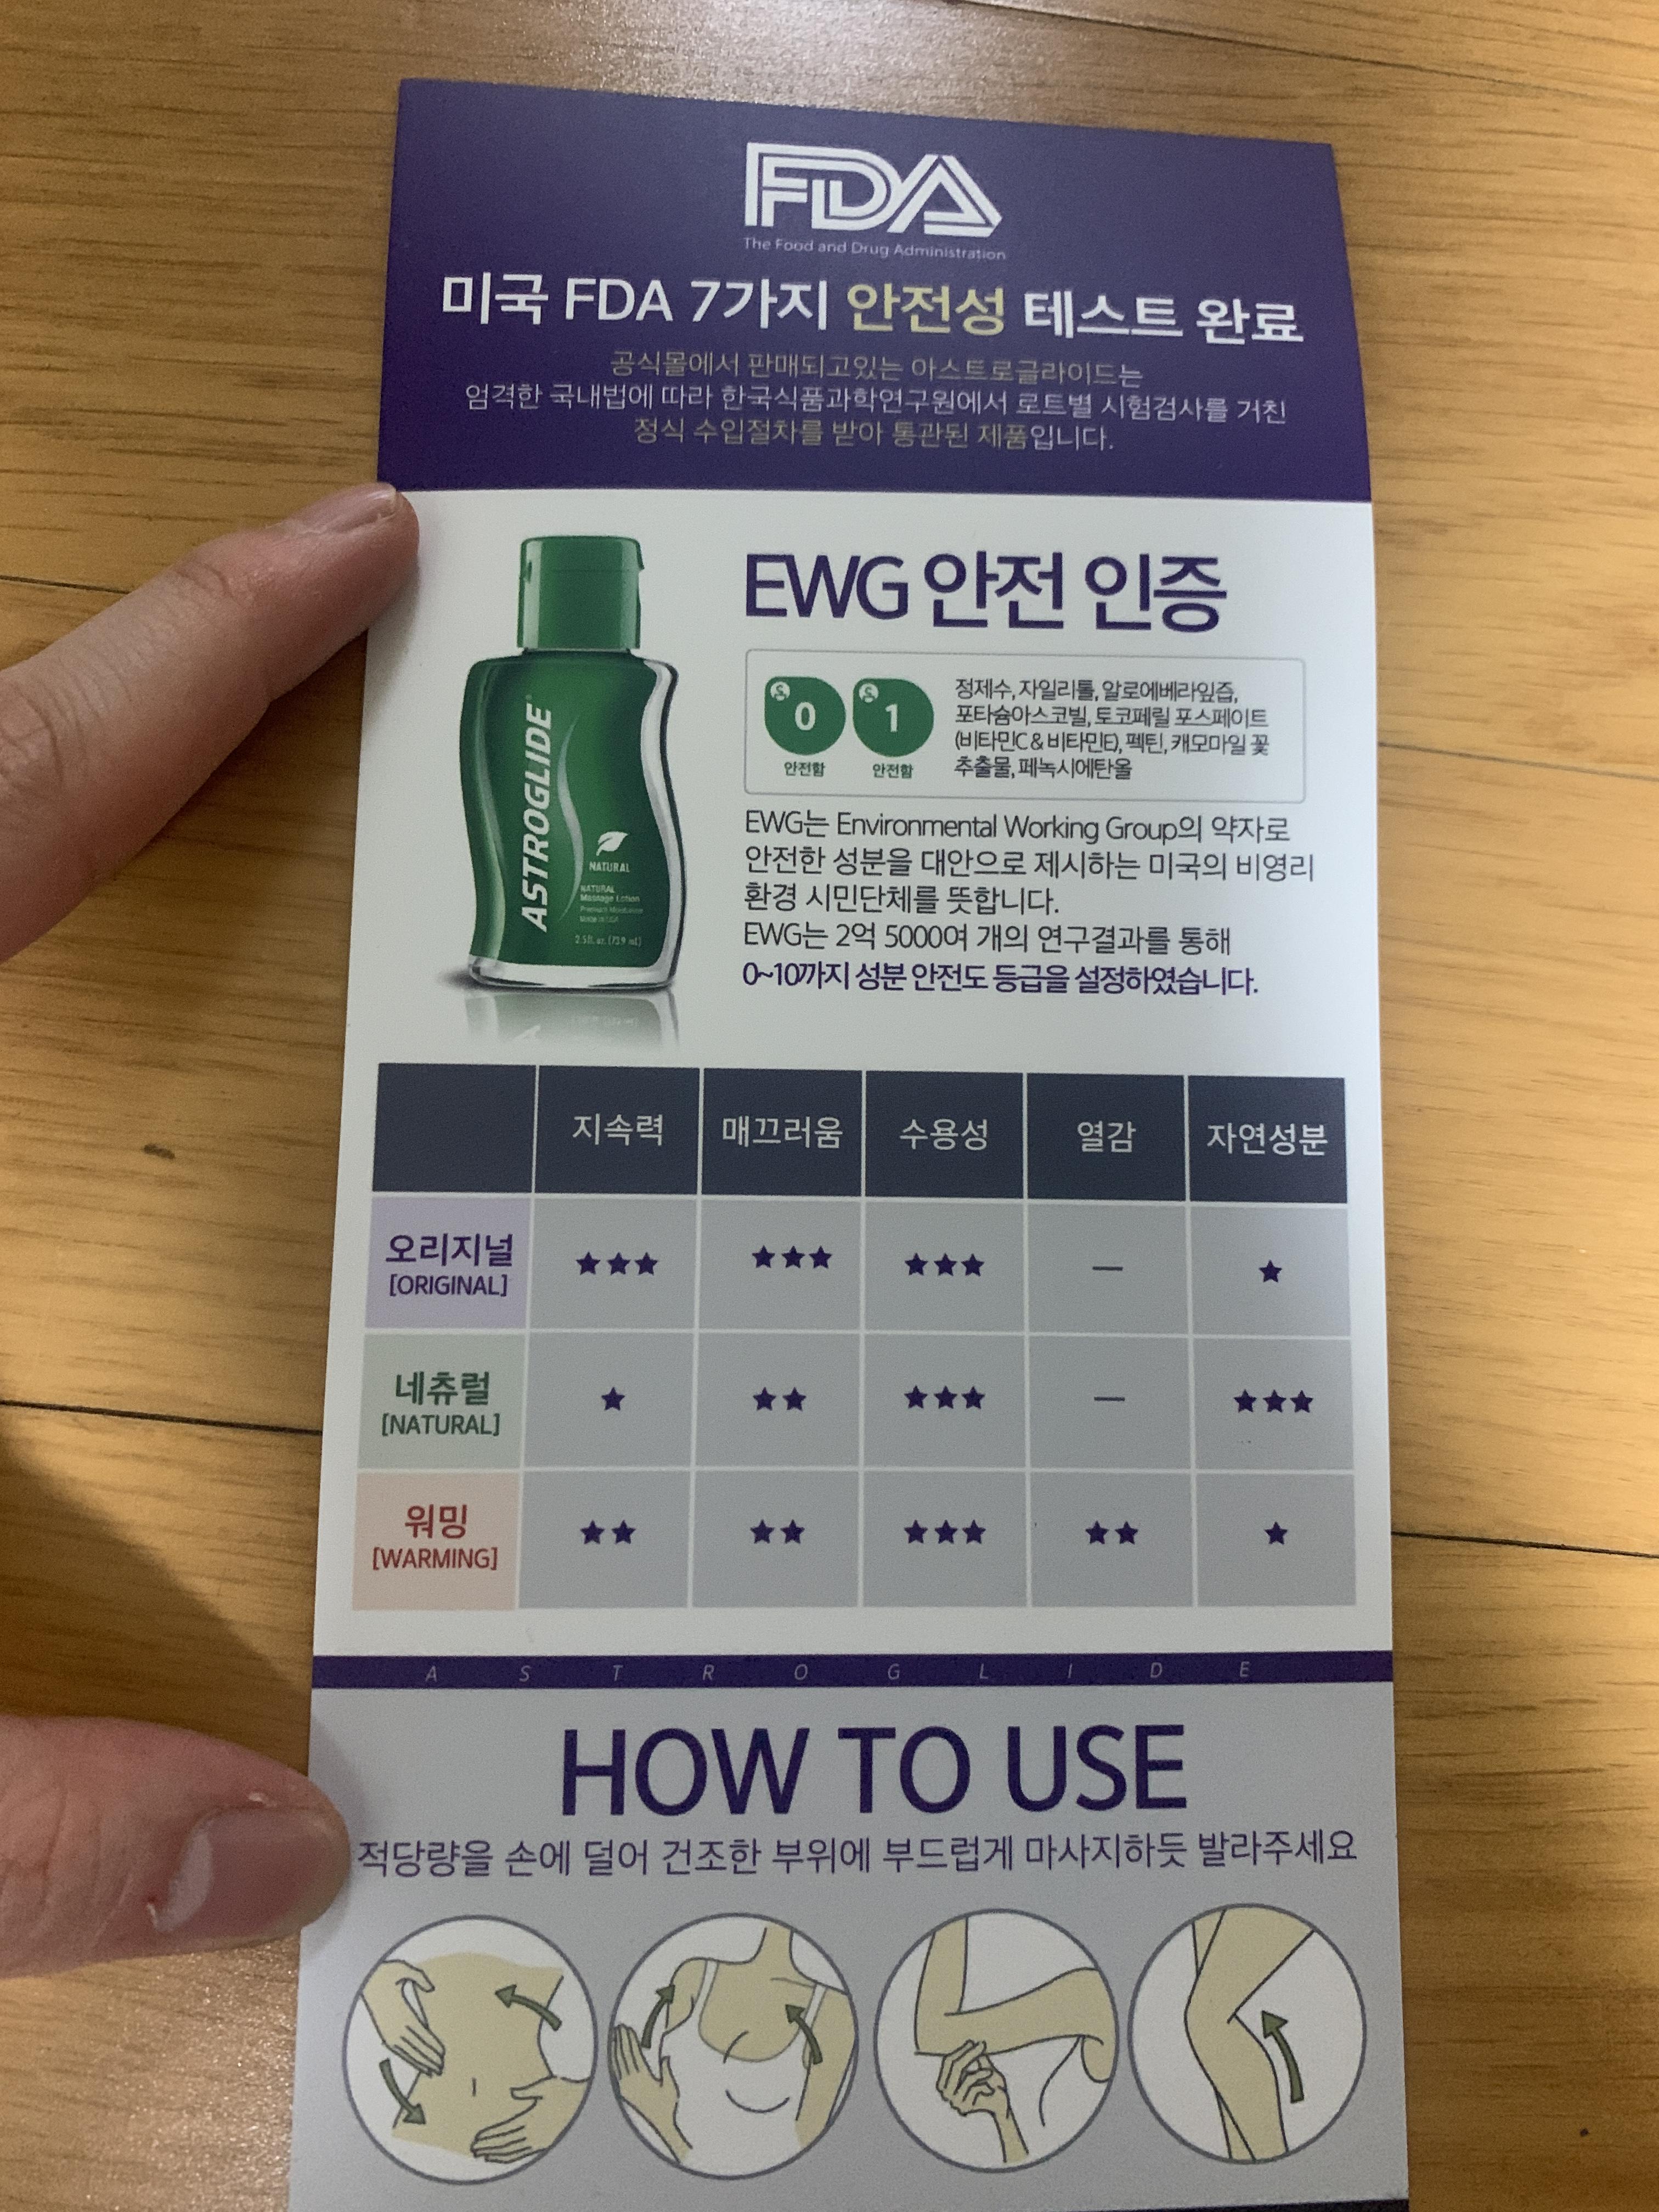 FDA
The Food and Drug Administration
미국 FDA 7가지 안전성 테스트 완료
공식몰에서 판매되고있는 아스트로글라이드는
엄격한 국내법에 따라 한국식품과학연구원에서 로트별 시험검사를 거친
정식 수입절차를 받아 통관된 제품입니다.
ASTROGLIDE
NATURAL
NATURAL
Massage Lotion
Premium Moisturizer
Made in USA
2.5 fl. oz. (73.9 mL)
EWG 안전 인증
0 1
안전함 안전함
정제수, 자일리톨, 알로에베라잎즙,
포타슘아스코빌, 토코페릴 포스페이트
(비타민C & 비타민E), 펙틴, 캐모마일 꽃
추출물, 페녹시에탄올
EWG는 Environmental Working Group의 약자로
안전한 성분을 대안으로 제시하는 미국의 비영리
환경 시민단체를 뜻합니다.
EWG는 2억 5000여 개의 연구결과를 통해
0~10까지 성분 안전도 등급을 설정하였습니다.
지속력 매끄러움 수용성 열감 자연성분
오리지널 ★★★ ★★★ ★★★ — ★
[ORIGINAL]
네츄럴 ★ ★★ ★★★ — ★★★
[NATURAL]
워밍 ★★ ★★ ★★★ ★★ ★
[WARMING]
A S T R O G L I D E
HOW TO USE
적당량을 손에 덜어 건조한 부위에 부드럽게 마사지하듯 발라주세요